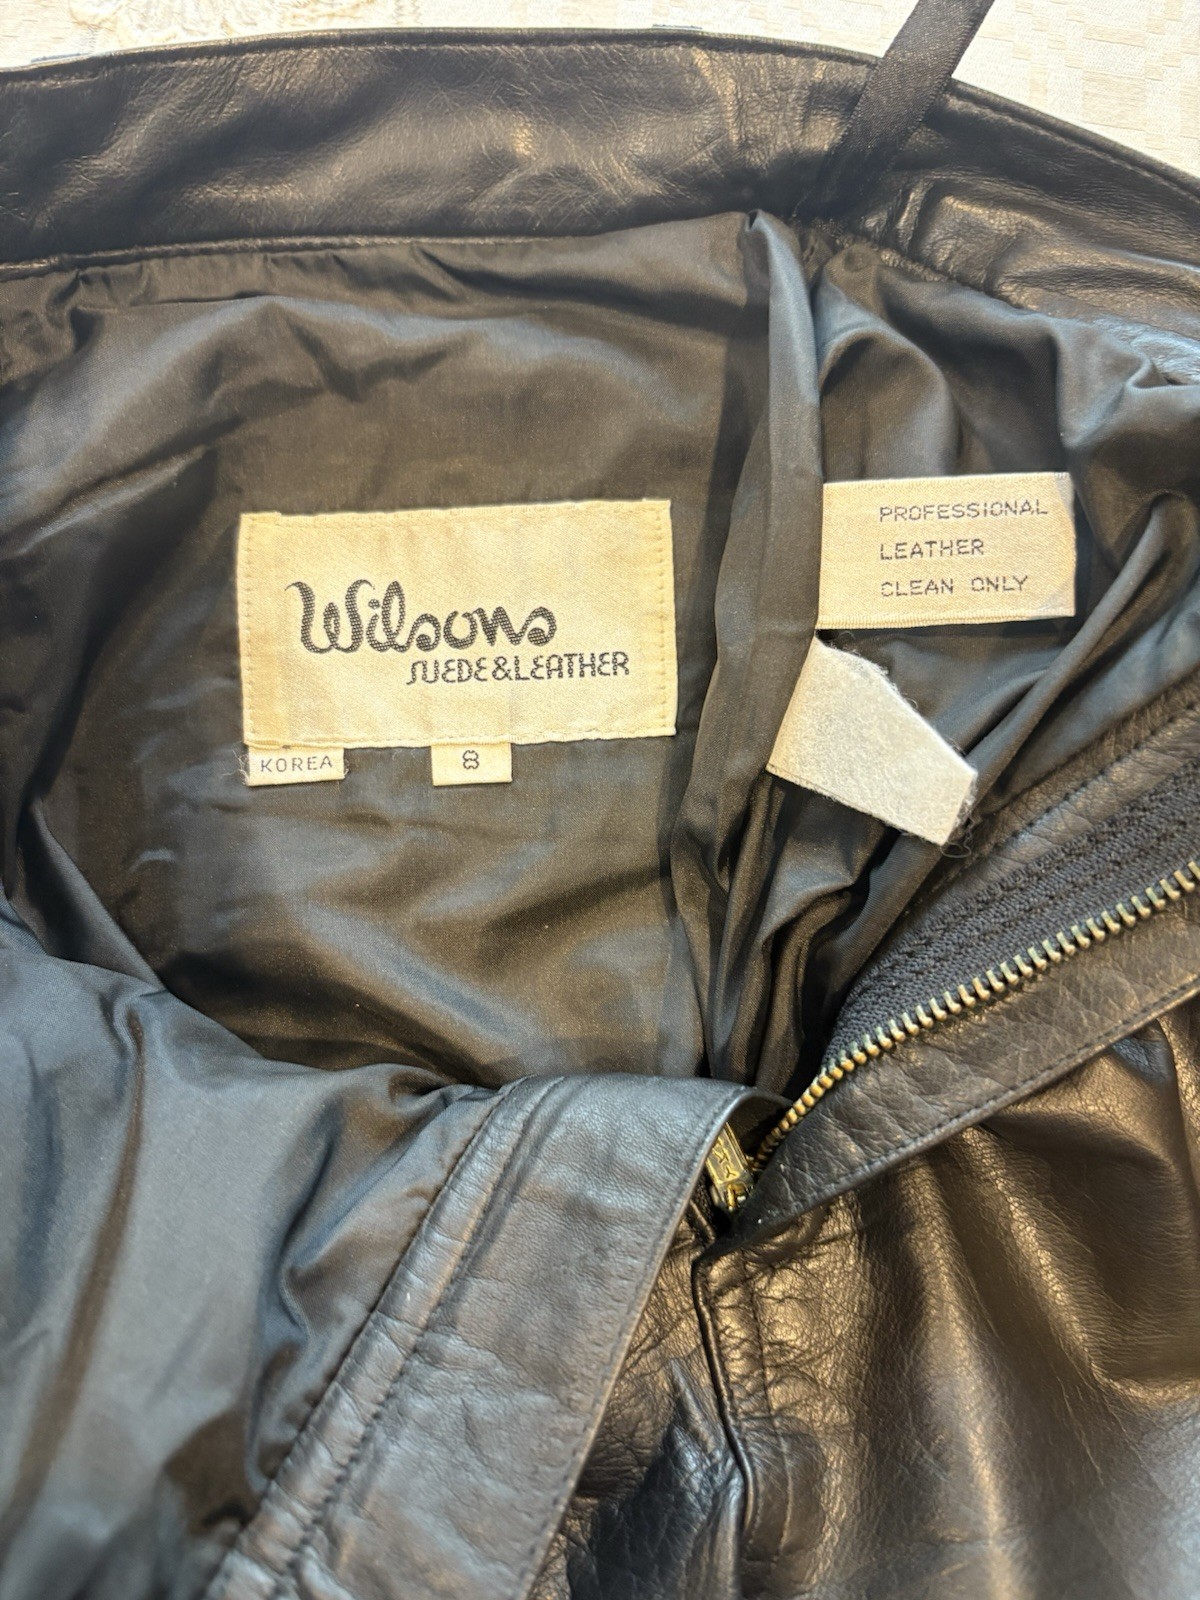 Wilsons
SUEDE&LEATHER
KOREA
8
PROFESSIONAL
LEATHER
CLEAN ONLY